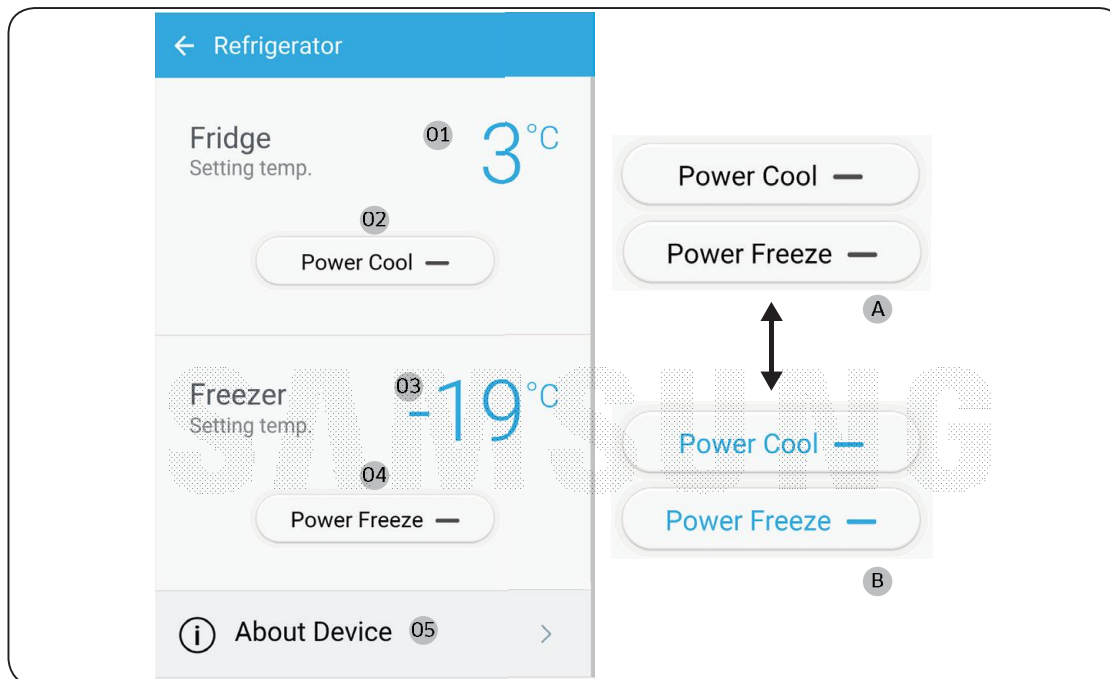 Refrigerator
Fridge
Setting temp.
01
3°C
02
Power Cool
Freezer
Setting temp.
03
-19°C
04
Power Freeze
About Device
05
Power Cool
Power Freeze
A
Power Cool
Power Freeze
B
SAMSUNG